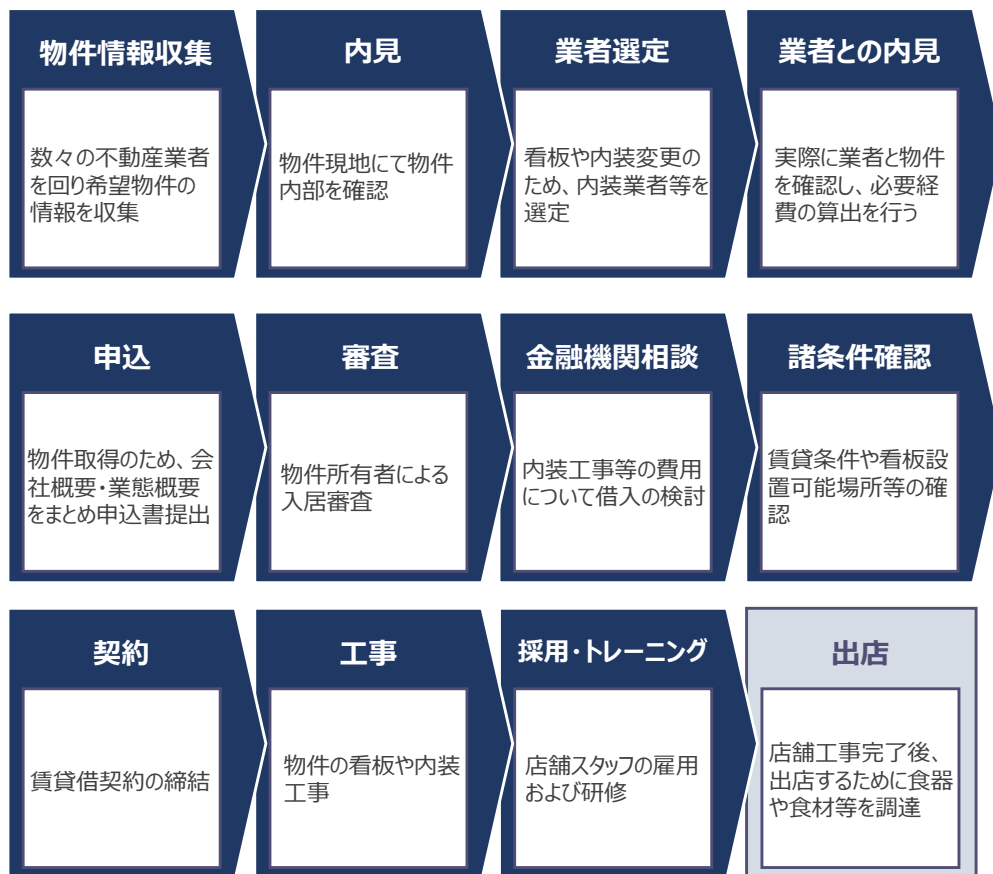 物件情報収集
数々の不動産業者
を回り希望物件の
情報を収集
内見
物件現地にて物件
内部を確認
業者選定
看板や内装変更の
ため、内装業者等を
選定
業者との内見
実際に業者と物件
を確認し、必要経
費の算出を行う
申込
物件取得のため、会
社概要・業態概要
をまとめ申込書提出
審査
物件所有者による
入居審査
金融機関相談
内装工事等の費用
について借入の検討
諸条件確認
賃貸条件や看板設
置可能場所等の確
認
契約
賃貸借契約の締結
工事
物件の看板や内装
工事
採用・トレーニング
店舗スタッフの雇用
および研修
出店
店舗工事完了後、
出店するために食器
や食材等を調達